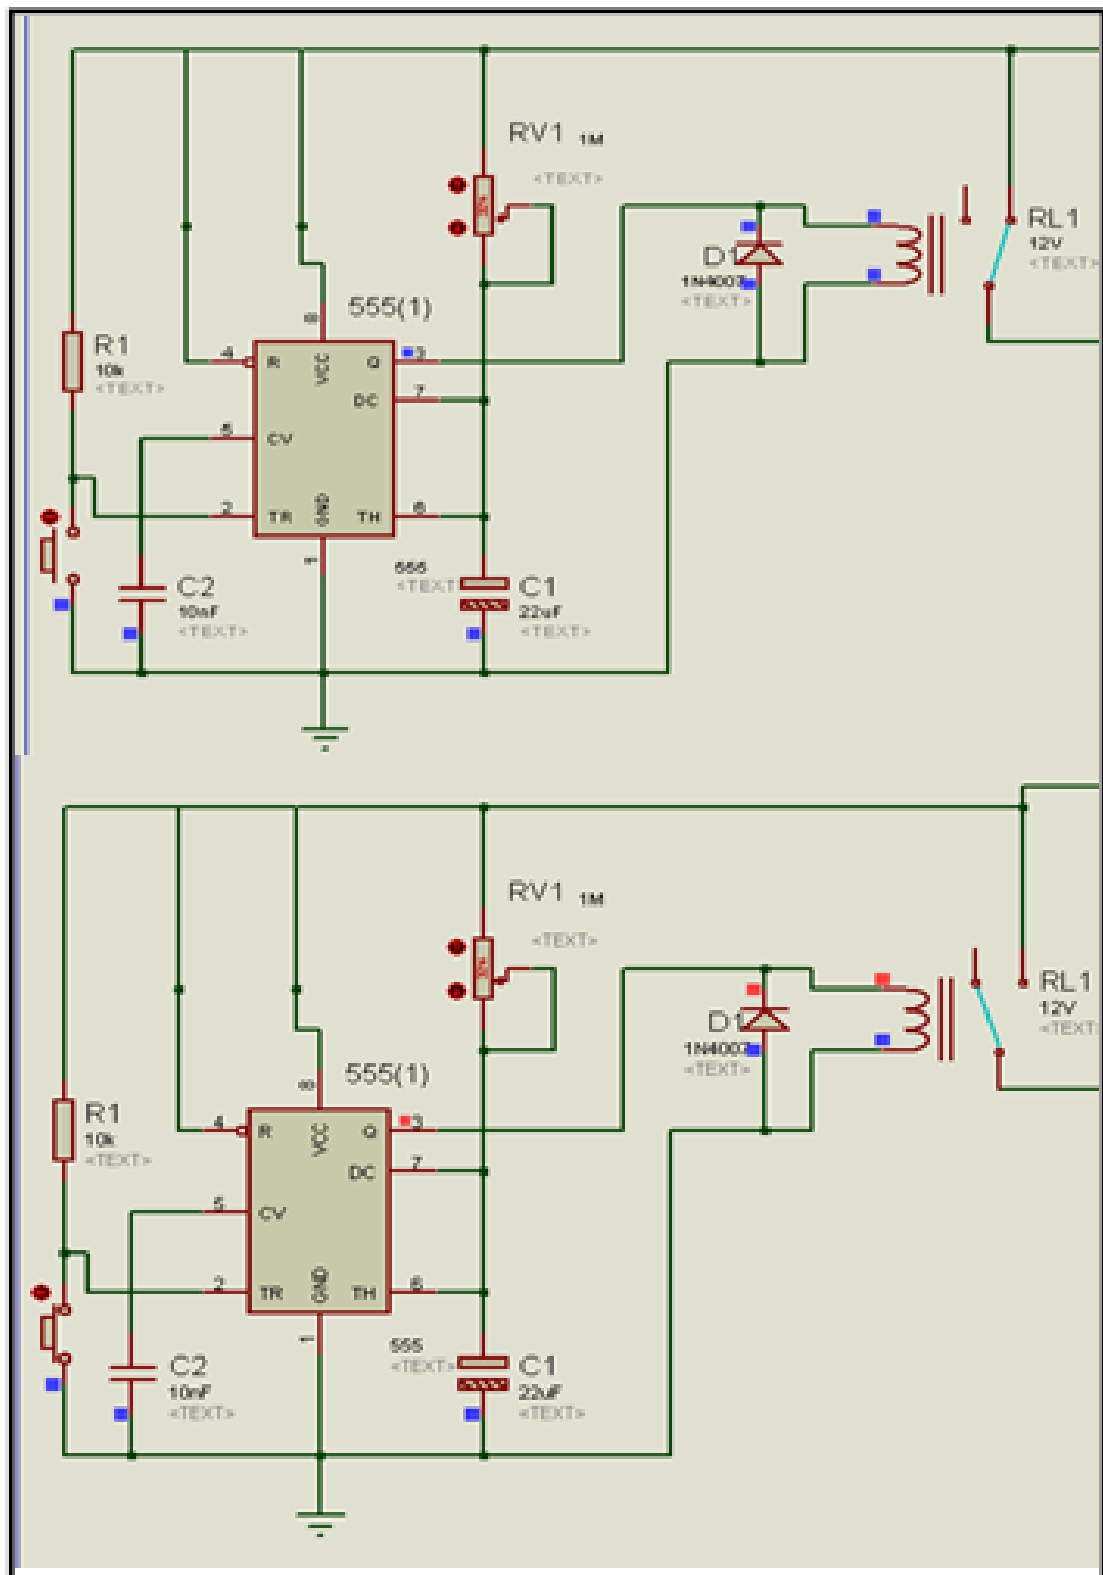 RV1 1M
<TEXT>
RL1
12V
<TEXT>
D1
1N4007
<TEXT>
555(1)
R1
10k
<TEXT>
8
4 R VCC Q 3
DC 7
5 CV
2 TR GND TH 6
1
555
<TEXT
C2
10nF
<TEXT>
C1
22uF
<TEXT>
RV1 1M
<TEXT>
RL1
12V
<TEXT>
D1
1N4007
<TEXT>
555(1)
R1
10k
<TEXT>
8
4 R VCC Q 3
DC 7
5 CV
2 TR GND TH 6
1
555
<TEXT>
C2
10nF
<TEXT>
C1
22uF
<TEXT>